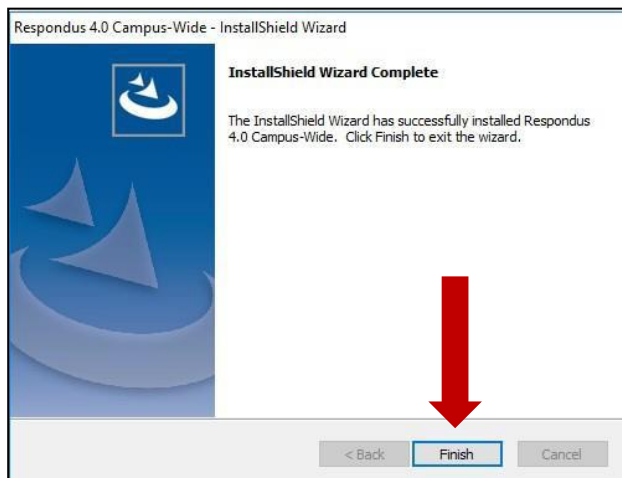 Respondus 4.0 Campus-Wide - InstallShield Wizard
InstallShield Wizard Complete
The InstallShield Wizard has successfully installed Respondus
4.0 Campus-Wide. Click Finish to exit the wizard.
< Back Finish Cancel